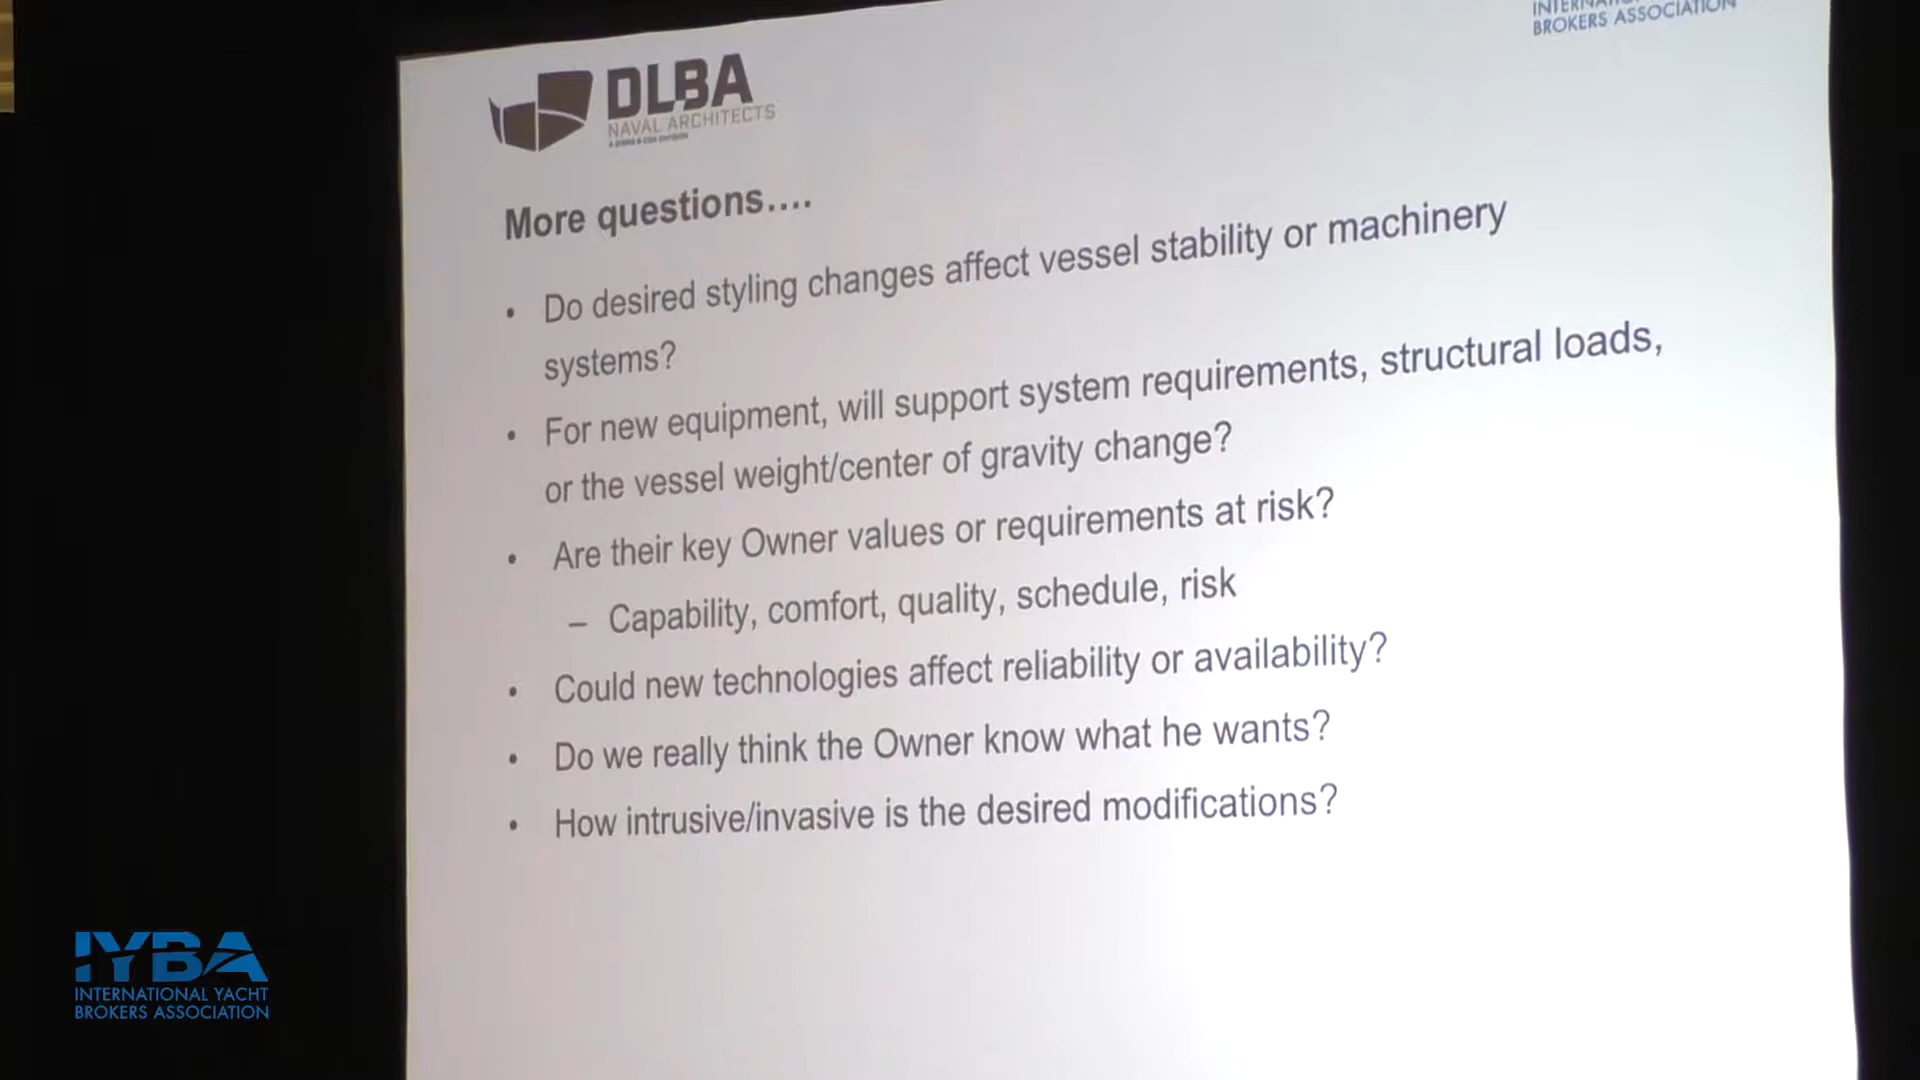 INTERNATIONAL
BROKERS ASSOCIATION
DLBA
NAVAL ARCHITECTS
A GIBBS & COX DIVISION
More questions....
• Do desired styling changes affect vessel stability or machinery
systems?
• For new equipment, will support system requirements, structural loads,
or the vessel weight/center of gravity change?
• Are their key Owner values or requirements at risk?
– Capability, comfort, quality, schedule, risk
• Could new technologies affect reliability or availability?
• Do we really think the Owner know what he wants?
• How intrusive/invasive is the desired modifications?
IYBA
INTERNATIONAL YACHT
BROKERS ASSOCIATION